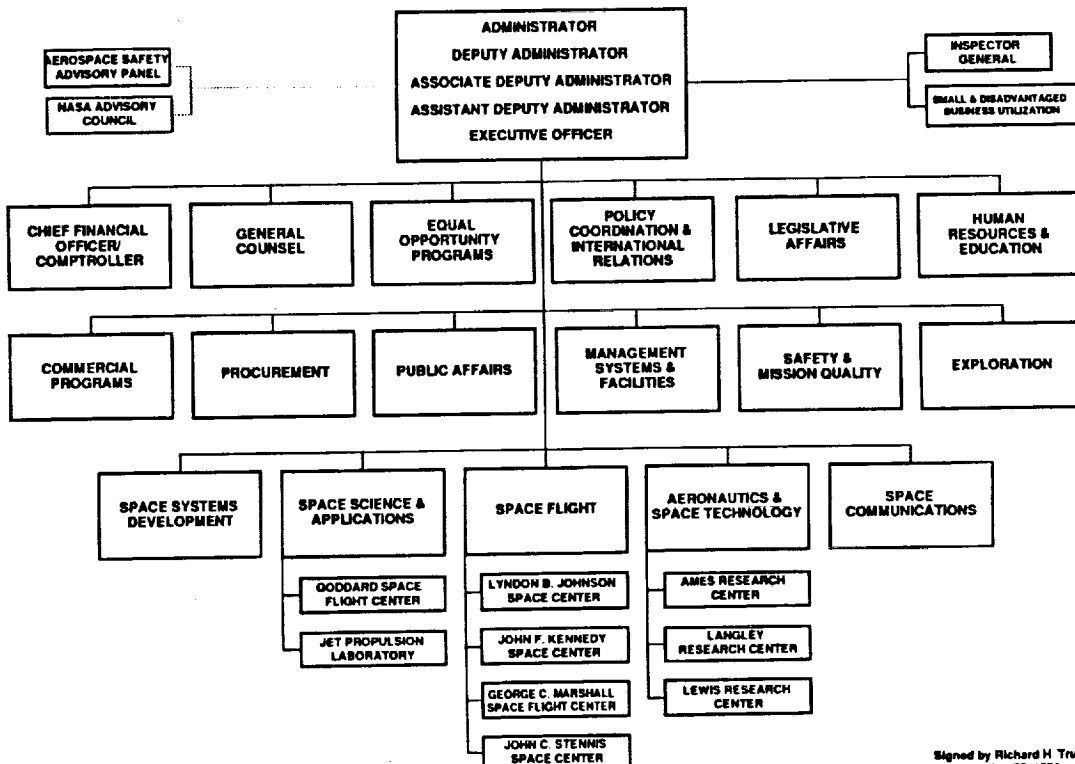 ADMINISTRATOR
DEPUTY ADMINISTRATOR
ASSOCIATE DEPUTY ADMINISTRATOR
ASSISTANT DEPUTY ADMINISTRATOR
EXECUTIVE OFFICER
AEROSPACE SAFETY
ADVISORY PANEL
NASA ADVISORY
COUNCIL
INSPECTOR
GENERAL
SMALL & DISADVANTAGED
BUSINESS UTILIZATION
CHIEF FINANCIAL
OFFICER/
COMPTROLLER
GENERAL
COUNSEL
EQUAL
OPPORTUNITY
PROGRAMS
POLICY
COORDINATION &
INTERNATIONAL
RELATIONS
LEGISLATIVE
AFFAIRS
HUMAN
RESOURCES &
EDUCATION
COMMERCIAL
PROGRAMS
PROCUREMENT
PUBLIC AFFAIRS
MANAGEMENT
SYSTEMS &
FACILITIES
SAFETY &
MISSION QUALITY
EXPLORATION
SPACE SYSTEMS
DEVELOPMENT
SPACE SCIENCE &
APPLICATIONS
SPACE FLIGHT
AERONAUTICS &
SPACE TECHNOLOGY
SPACE
COMMUNICATIONS
GODDARD SPACE
FLIGHT CENTER
JET PROPULSION
LABORATORY
LYNDON B. JOHNSON
SPACE CENTER
JOHN F. KENNEDY
SPACE CENTER
GEORGE C. MARSHALL
SPACE FLIGHT CENTER
JOHN C. STENNIS
SPACE CENTER
AMES RESEARCH
CENTER
LANGLEY
RESEARCH CENTER
LEWIS RESEARCH
CENTER
Signed by Richard H